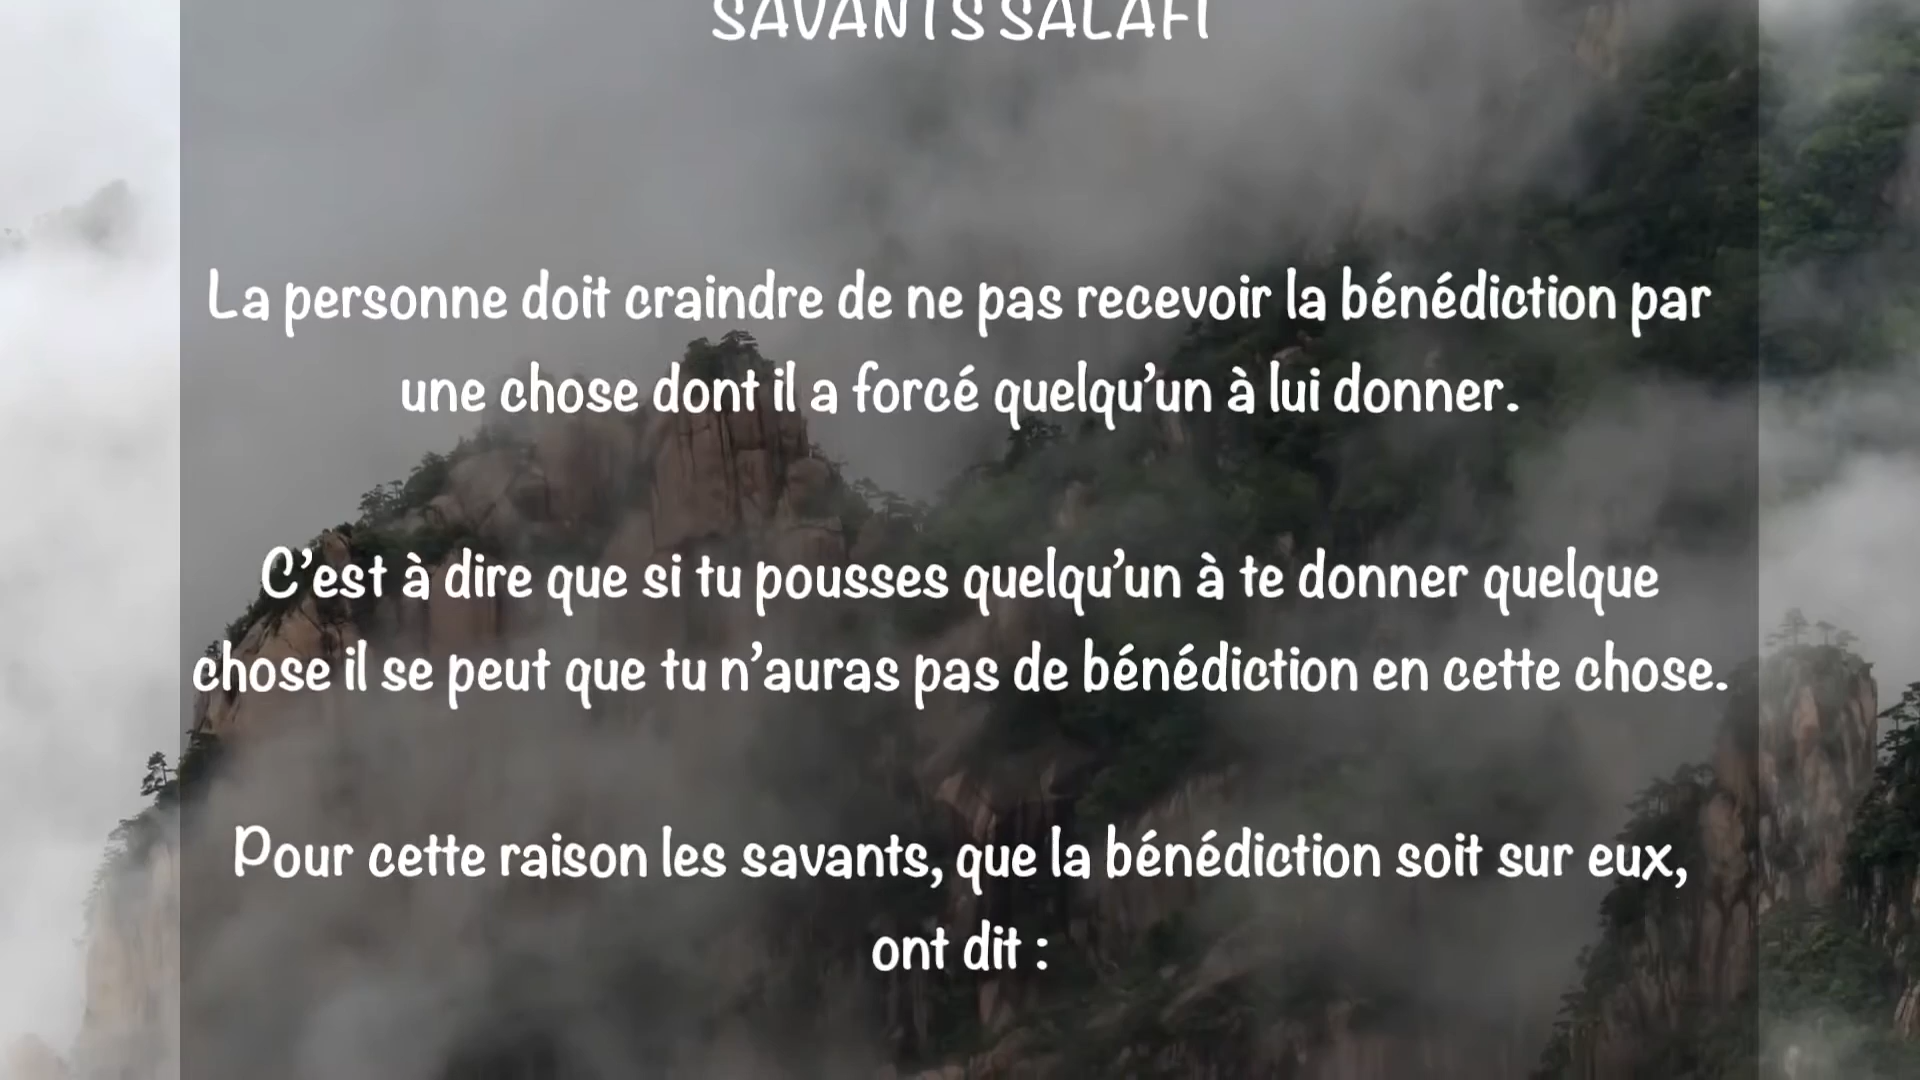 SAVANTS SALAFI
La personne doit craindre de ne pas recevoir la bénédiction par
une chose dont il a forcé quelqu'un à lui donner.
C'est à dire que si tu pousses quelqu'un à te donner quelque
chose il se peut que tu n'auras pas de bénédiction en cette chose.
Pour cette raison les savants, que la bénédiction soit sur eux,
ont dit :